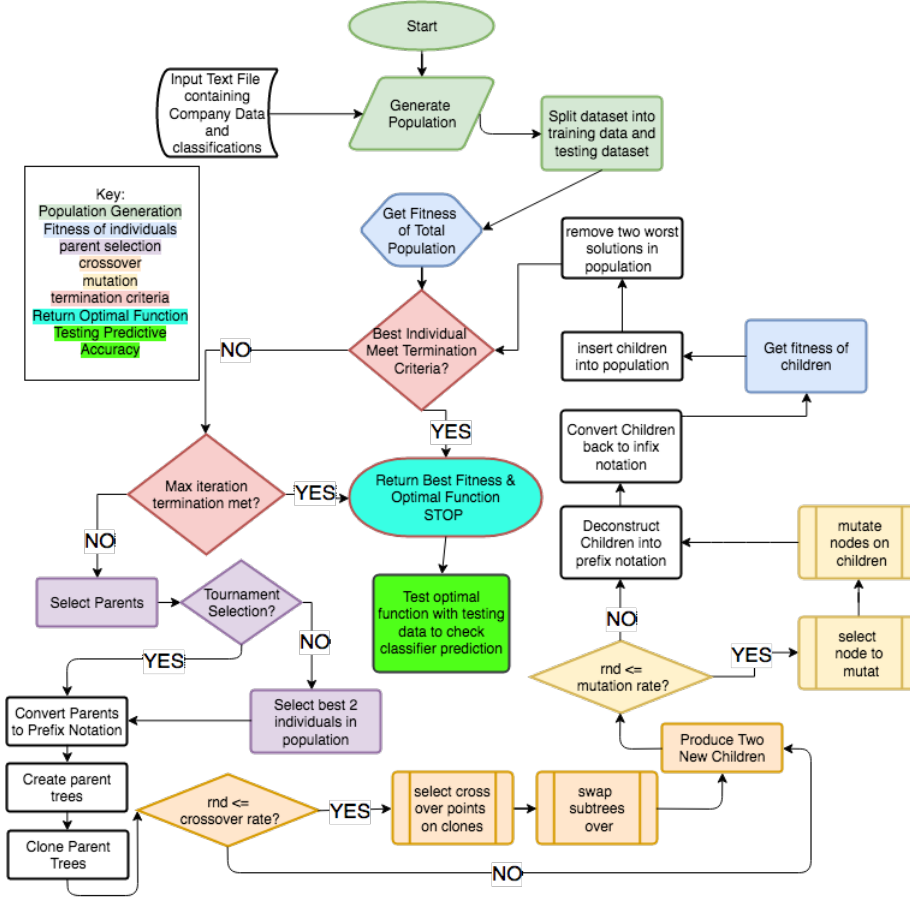 Start
Input Text File
containing
Company Data
and
classifications
Generate
Population
Split dataset into
training data and
testing dataset
Key:
Population Generation
Fitness of individuals
parent selection
crossover
mutation
termination criteria
Return Optimal Function
Testing Predictive
Accuracy
Get Fitness
of Total
Population
remove two worst
solutions in
population
Best Individual
Meet Termination
Criteria?
NO
insert children
into population
Get fitness of
children
YES
Convert Children
back to infix
notation
Max iteration
termination met?
YES
Return Best Fitness &
Optimal Function
STOP
NO
Deconstruct
Children into
prefix notation
mutate
nodes on
children
Select Parents
Tournament
Selection?
NO
YES
Test optimal
function with testing
data to check
classifier prediction
NO
rnd <=
mutation rate?
YES
select
node to
mutat
Convert Parents
to Prefix Notation
Select best 2
individuals in
population
Produce Two
New Children
Create parent
trees
rnd <=
crossover rate?
YES
select cross
over points
on clones
swap
subtrees
over
Clone Parent
Trees
NO